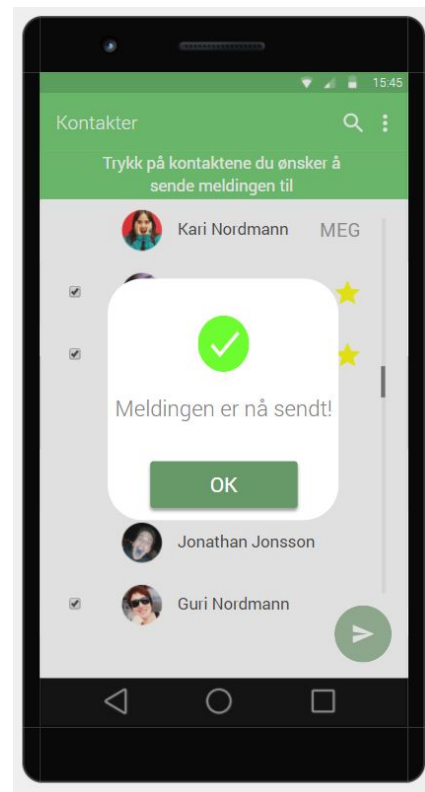 15:45
Kontakter
Trykk på kontaktene du ønsker å
sende meldingen til
Kari Nordmann MEG
Meldingen er nå sendt!
OK
Jonathan Jonsson
Guri Nordmann